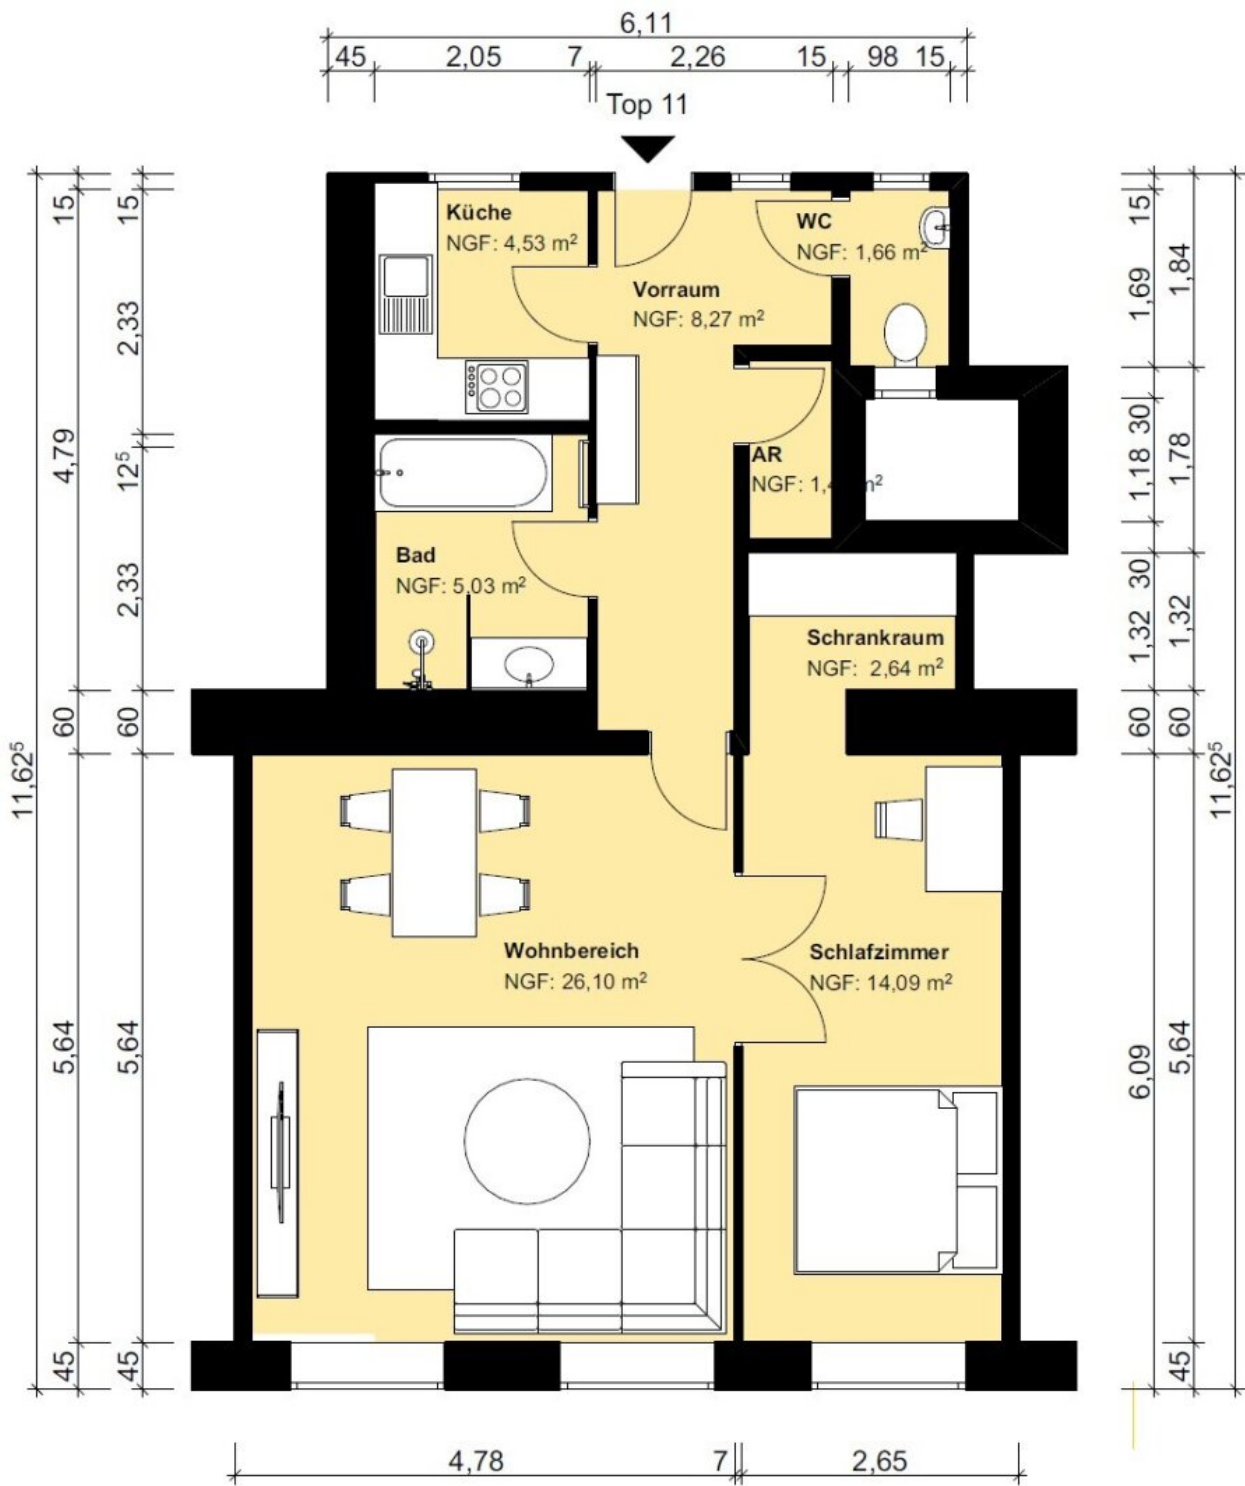 6,11
45 2,05 7 2,26 15 98 15
Top 11
Küche
NGF: 4,53 m²
WC
NGF: 1,66 m²
Vorraum
NGF: 8,27 m²
AR
NGF: 1,4
m²
Bad
NGF: 5,03 m²
Schrankraum
NGF: 2,64 m²
Wohnbereich
NGF: 26,10 m²
Schlafzimmer
NGF: 14,09 m²
11,62⁵
15
4,79
60
5,64
45
15
2,33
12⁵
2,33
60
5,64
45
15
1,69
30
1,18
30
1,32
60
6,09
1,84
1,78
1,32
60
5,64
45
11,62⁵
4,78 7 2,65